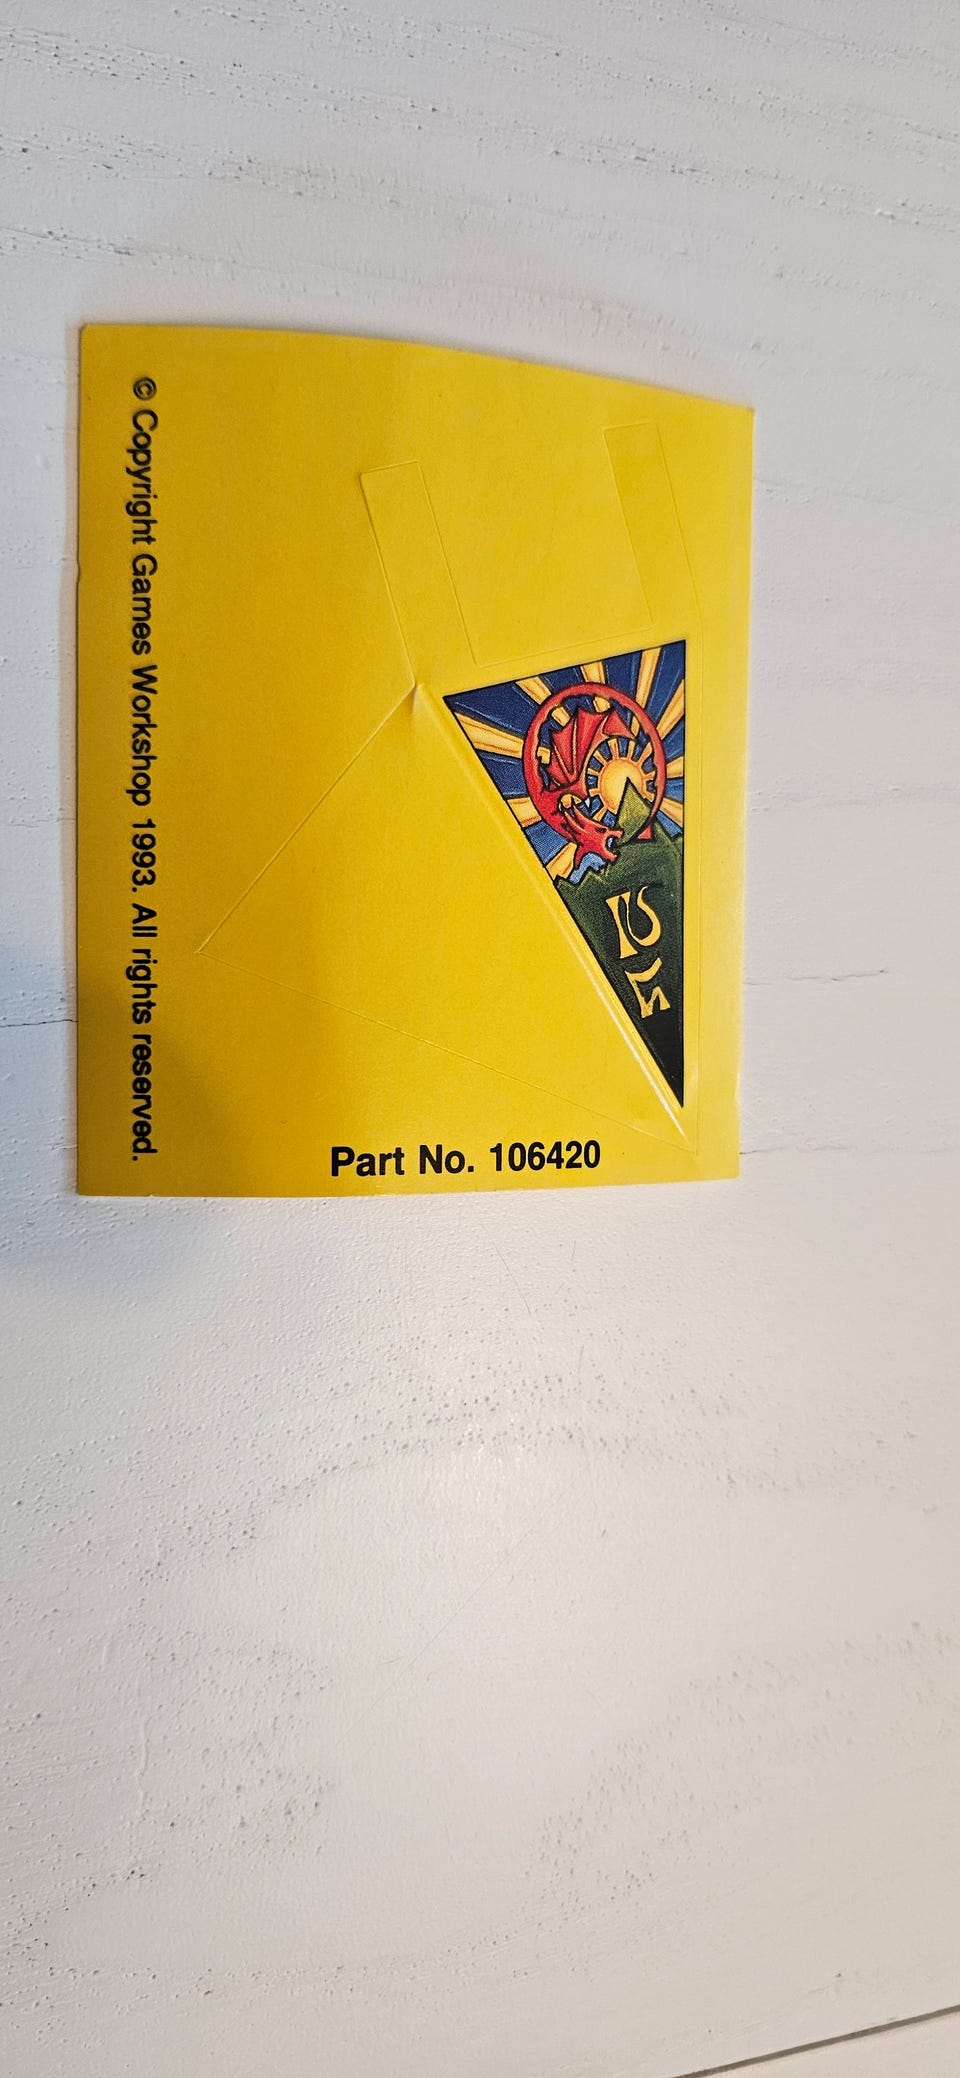 © Copyright Games Workshop 1993. All rights reserved.
Part No. 106420